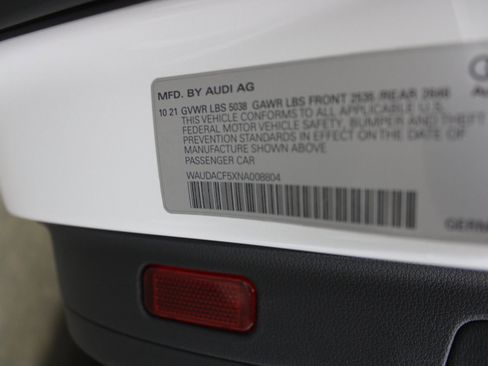 MFD. BY AUDI AG
10 21 GVWR LBS 5038 GAWR LBS FRONT 2535 REAR
THIS VEHICLE CONFORMS TO ALL APPLICABLE U.S.
FEDERAL MOTOR VEHICLE SAFETY, BUMPER AND THEFT
PREVENTION STANDARDS IN EFFECT ON THE DATE OF
MANUFACTURE SHOWN ABOVE
PASSENGER CAR
WAUDACF5XNA008804